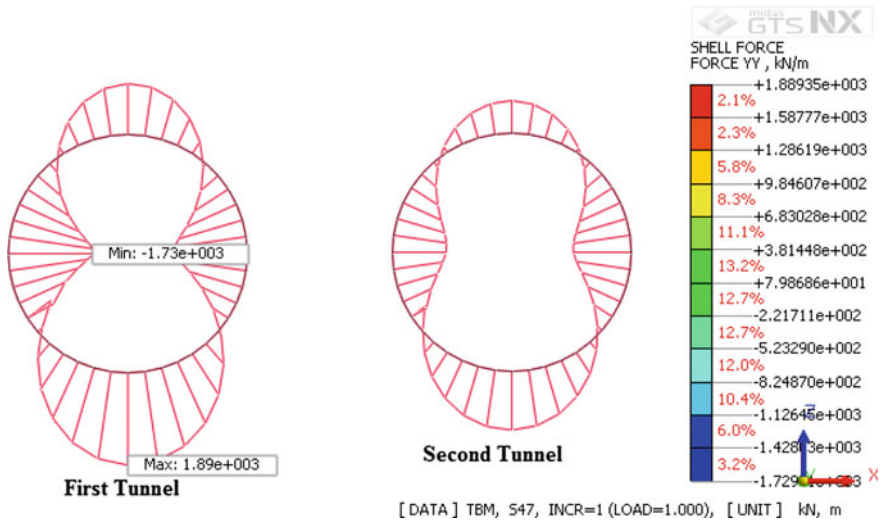 midas
GTS NX
SHELL FORCE
FORCE YY , kN/m
+1.88935e+003
2.1%
+1.58777e+003
2.3%
+1.28619e+003
5.8%
+9.84607e+002
8.3%
+6.83028e+002
11.1%
+3.81448e+002
13.2%
+7.98686e+001
12.7%
-2.21711e+002
12.7%
-5.23290e+002
12.0%
-8.24870e+002
10.4%
-1.12645e+003
6.0%
3.2%
Z
X
Min: -1.73e+003
Max: 1.89e+003
First Tunnel
Second Tunnel
[ DATA ] TBM, S47, INCR=1 (LOAD=1.000), [ UNIT ] kN, m